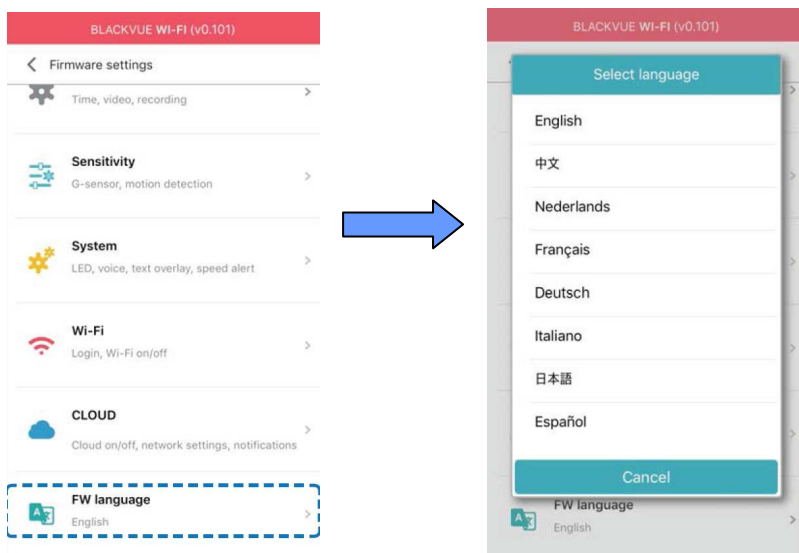 BLACKVUE WI-FI (v0.101)
Firmware settings
Time, video, recording
Sensitivity
G-sensor, motion detection
System
LED, voice, text overlay, speed alert
Wi-Fi
Login, Wi-Fi on/off
CLOUD
Cloud on/off, network settings, notifications
FW language
English
BLACKVUE WI-FI (v0.101)
Select language
English
中文
Nederlands
Français
Deutsch
Italiano
日本語
Español
Cancel
FW language
English